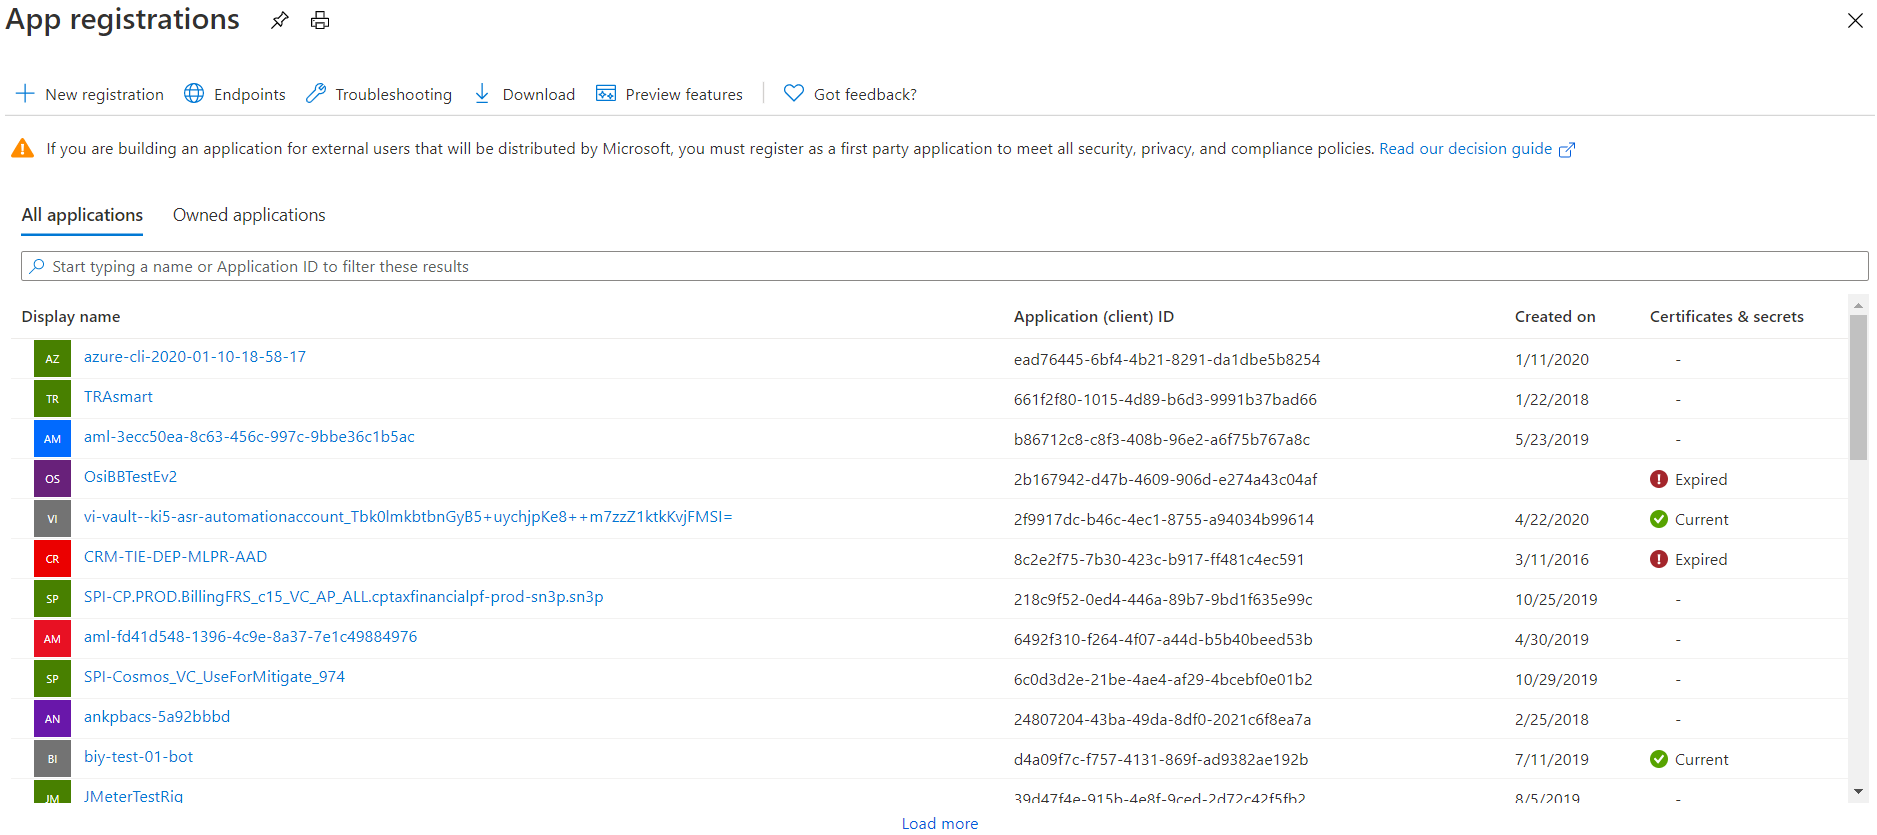 App registrations
New registration Endpoints Troubleshooting Download Preview features Got feedback?
If you are building an application for external users that will be distributed by Microsoft, you must register as a first party application to meet all security, privacy, and compliance policies. Read our decision guide
All applications Owned applications
Start typing a name or Application ID to filter these results
Display name Application (client) ID Created on Certificates & secrets
AZ azure-cli-2020-01-10-18-58-17 ead76445-6bf4-4b21-8291-da1dbe5b8254 1/11/2020 -
TR TRAsmart 661f2f80-1015-4d89-b6d3-9991b37bad66 1/22/2018 -
AM aml-3ecc50ea-8c63-456c-997c-9bbe36c1b5ac b86712c8-c8f3-408b-96e2-a6f75b767a8c 5/23/2019 -
OS OsiBBTestEv2 2b167942-d47b-4609-906d-e274a43c04af Expired
VI vi-vault--ki5-asr-automationaccount_Tbk0lmkbtbnGyB5+uychjpKe8++m7zzZ1ktkKvjFMSI= 2f9917dc-b46c-4ec1-8755-a94034b99614 4/22/2020 Current
CR CRM-TIE-DEP-MLPR-AAD 8c2e2f75-7b30-423c-b917-ff481c4ec591 3/11/2016 Expired
SP SPI-CP.PROD.BillingFRS_c15_VC_AP_ALL.cptaxfinancialpf-prod-sn3p.sn3p 218c9f52-0ed4-446a-89b7-9bd1f635e99c 10/25/2019 -
AM aml-fd41d548-1396-4c9e-8a37-7e1c49884976 6492f310-f264-4f07-a44d-b5b40beed53b 4/30/2019 -
SP SPI-Cosmos_VC_UseForMitigate_974 6c0d3d2e-21be-4ae4-af29-4bcebf0e01b2 10/29/2019 -
AN ankpbacs-5a92bbbd 24807204-43ba-49da-8df0-2021c6f8ea7a 2/25/2018 -
BI biy-test-01-bot d4a09f7c-f757-4131-869f-ad9382ae192b 7/11/2019 Current
JM JMeterTestRig 39d47f4e-915b-4e8f-9ced-2d72c42f5fb2 8/5/2019 -
Load more